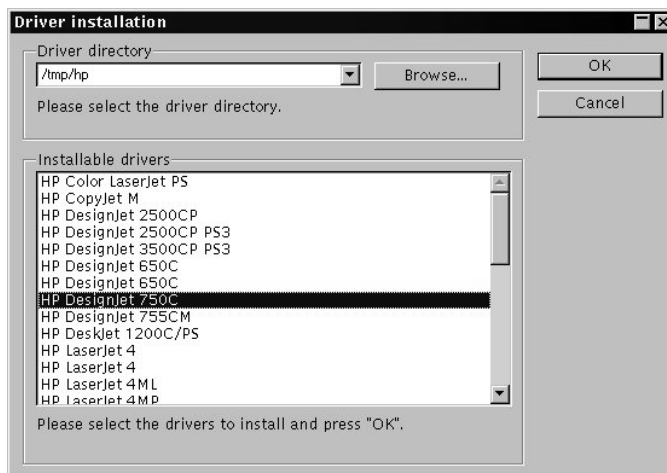 Driver installation
Driver directory
/tmp/hp
Browse...
OK
Please select the driver directory.
Cancel
Installable drivers
HP Color LaserJet PS
HP CopyJet M
HP DesignJet 2500CP
HP DesignJet 2500CP PS3
HP DesignJet 3500CP PS3
HP DesignJet 650C
HP DesignJet 650C
HP DesignJet 750C
HP DesignJet 755CM
HP DeskJet 1200C/PS
HP LaserJet 4
HP LaserJet 4
HP LaserJet 4ML
HP LaserJet 4MP
Please select the drivers to install and press "OK".